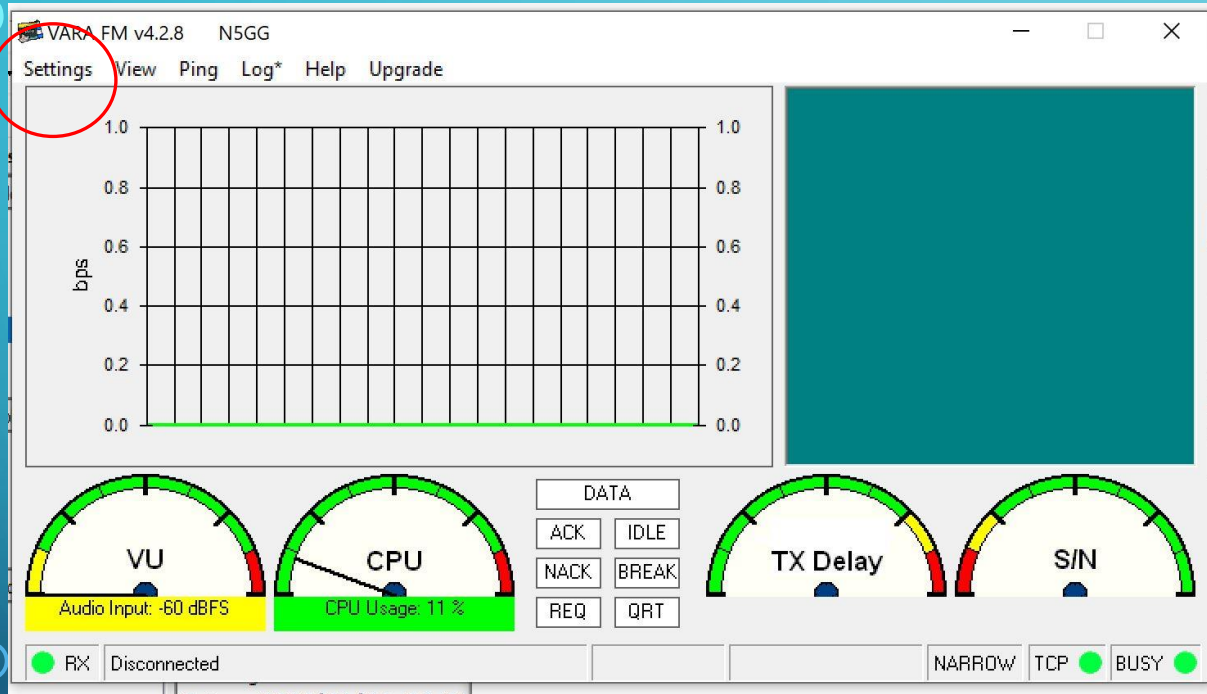 VARA FM v4.2.8 N5GG
Settings View Ping Log* Help Upgrade
1.0 1.0
0.8 0.8
0.6 0.6
bps
0.4 0.4
0.2 0.2
0.0 0.0
DATA
ACK IDLE
VU CPU TX Delay S/N
NACK BREAK
Audio Input: -60 dBFS CPU Usage: 11 % REQ QRT
RX Disconnected NARROW TCP BUSY